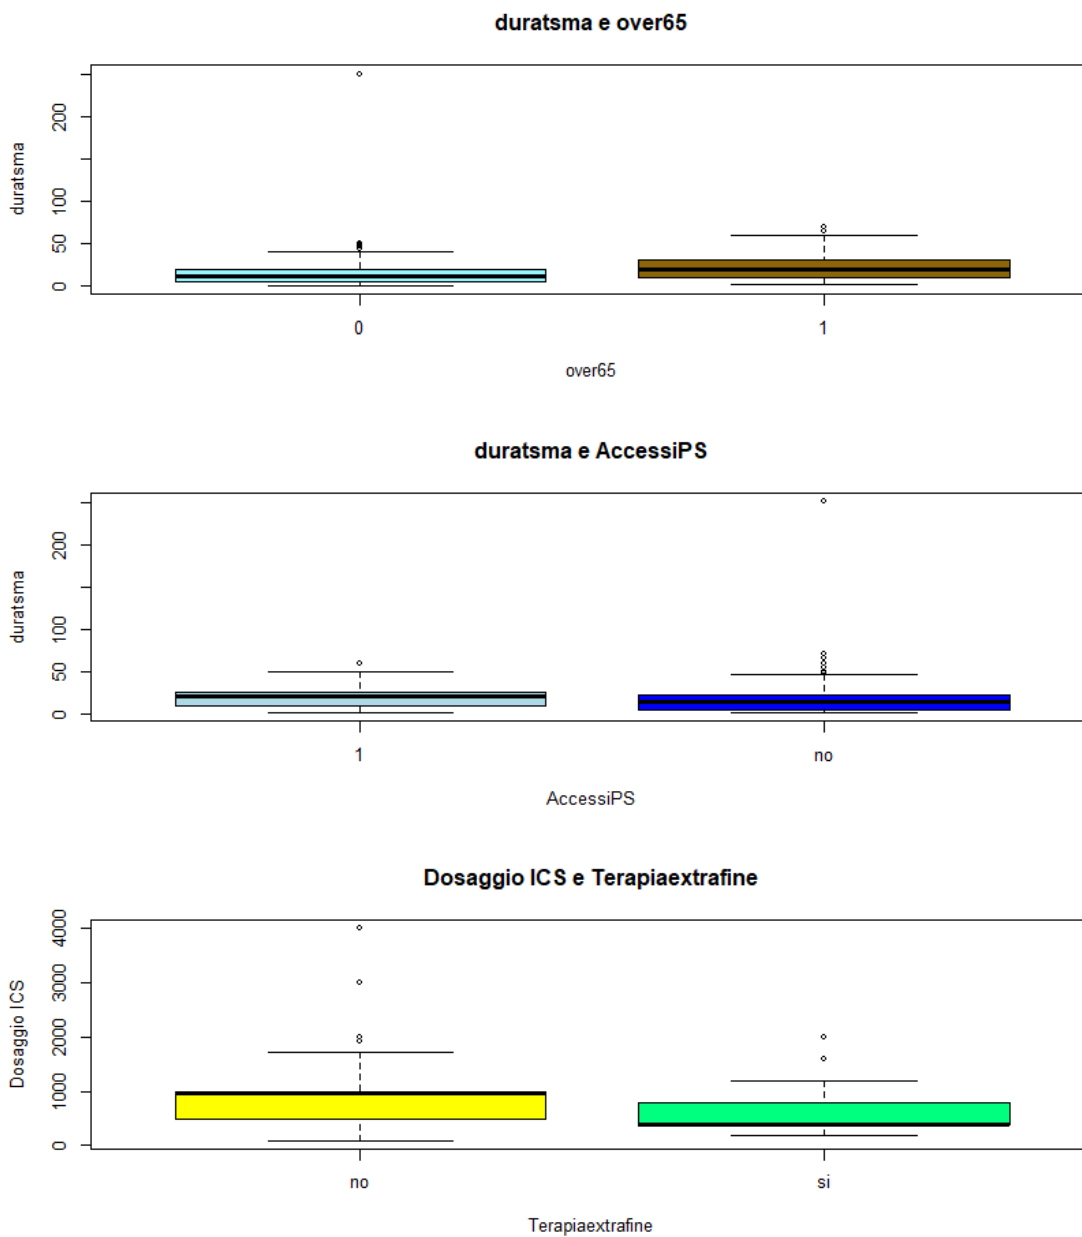 duratsma e over65
duratsma
200
100
50
0
0
1
over65
duratsma e AccessiPS
duratsma
200
100
50
0
1
no
AccessiPS
Dosaggio ICS e Terapiaextrafine
Dosaggio ICS
4000
3000
2000
1000
0
no
si
Terapiaextrafine